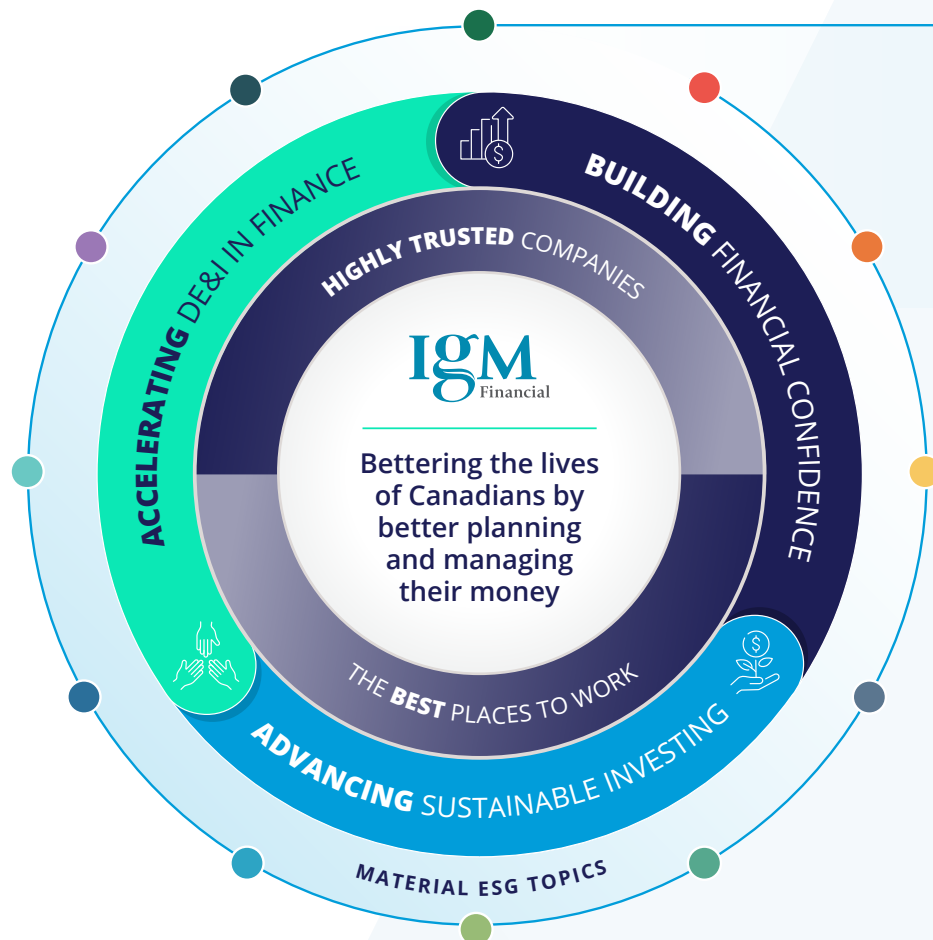 ACCELERATING DE&I IN FINANCE
BUILDING FINANCIAL CONFIDENCE
HIGHLY TRUSTED COMPANIES
IGM
Financial
Bettering the lives
of Canadians by
better planning
and managing
their money
THE BEST PLACES TO WORK
ADVANCING SUSTAINABLE INVESTING
MATERIAL ESG TOPICS
$
$